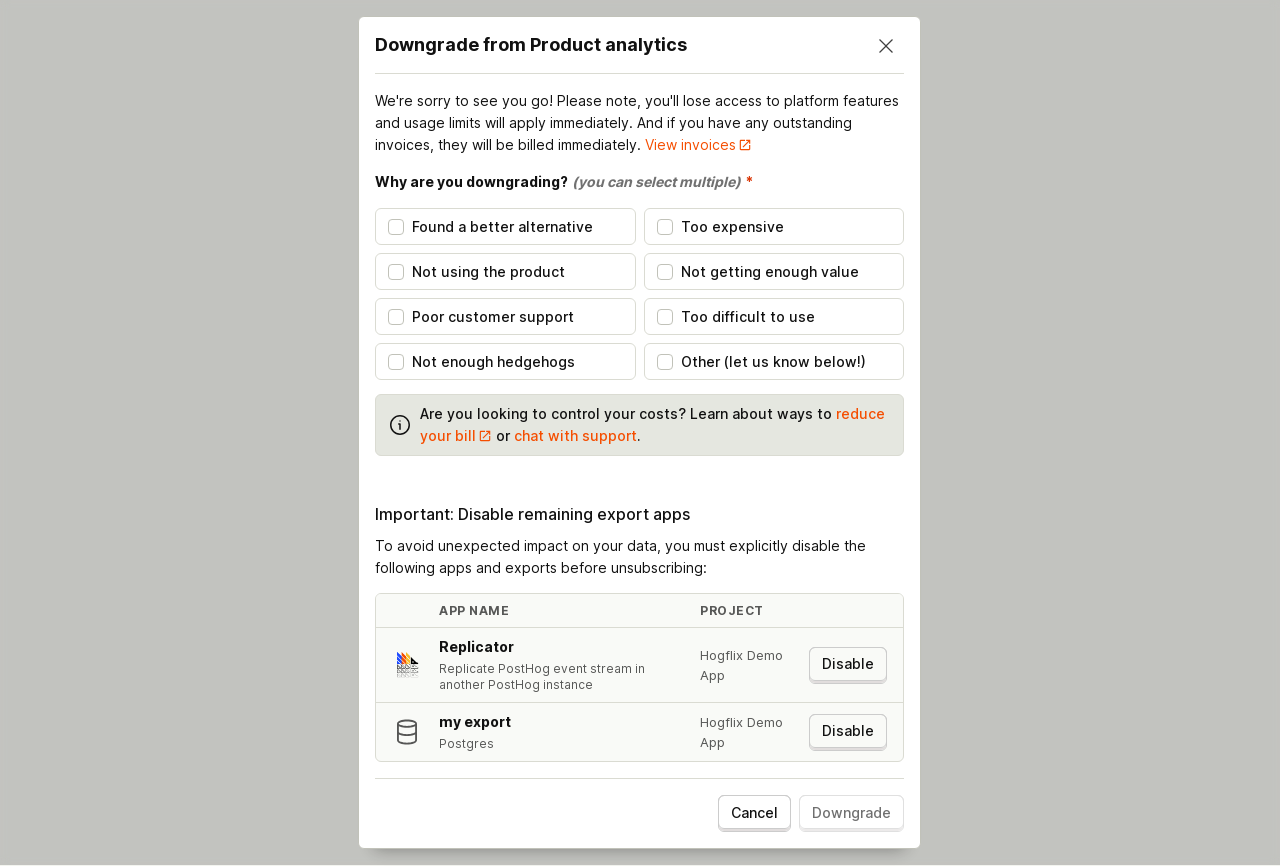 Downgrade from Product analytics
We're sorry to see you go! Please note, you'll lose access to platform features
and usage limits will apply immediately. And if you have any outstanding
invoices, they will be billed immediately. View invoices
Why are you downgrading? (you can select multiple) *
Found a better alternative
Too expensive
Not using the product
Not getting enough value
Poor customer support
Too difficult to use
Not enough hedgehogs
Other (let us know below!)
Are you looking to control your costs? Learn about ways to reduce
your bill or chat with support.
Important: Disable remaining export apps
To avoid unexpected impact on your data, you must explicitly disable the
following apps and exports before unsubscribing:
APP NAME PROJECT
Replicator
Replicate PostHog event stream in
another PostHog instance
Hogflix Demo
App
Disable
my export
Postgres
Hogflix Demo
App
Disable
Cancel
Downgrade